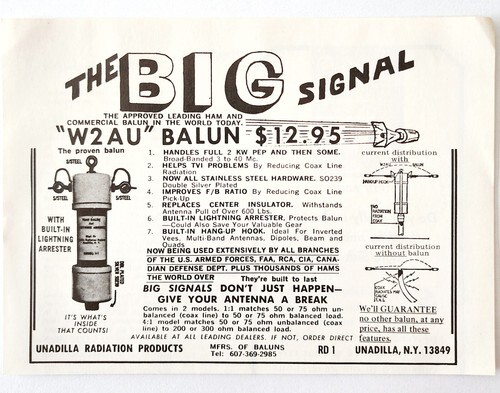 THE BIG SIGNAL
THE APPROVED LEADING HAM AND
COMMERCIAL BALUN IN THE WORLD TODAY.
"W2AU" BALUN $12.95
The proven balun
S/STEEL
S/STEEL
S/STEEL
WITH
BUILT-IN
LIGHTNING
ARRESTER
IT'S WHAT'S
INSIDE
THAT COUNTS!
1. HANDLES FULL 2 KW PEP AND THEN SOME.
Broad-Banded 3 to 40 Mc.
2. HELPS TVI PROBLEMS By Reducing Coax Line
Radiation
3. NOW ALL STAINLESS STEEL HARDWARE. SO239
Double Silver Plated
4. IMPROVES F/B RATIO By Reducing Coax Line
Pick-Up
5. REPLACES CENTER INSULATOR. Withstands
Antenna Pull of Over 600 Lbs.
6. BUILT-IN LIGHTNING ARRESTER, Protects Balun
—Could Also Save Your Valuable Gear
7. BUILT-IN HANG-UP HOOK. Ideal For Inverted
Vees, Multi-Band Antennas, Dipoles, Beam and
Quads
NOW BEING USED EXTENSIVELY BY ALL BRANCHES
OF THE U.S. ARMED FORCES, FAA, RCA, CIA, CANA-
DIAN DEFENSE DEPT. PLUS THOUSANDS OF HAMS
THE WORLD OVER They're built to last
BIG SIGNALS DON'T JUST HAPPEN—
GIVE YOUR ANTENNA A BREAK
Comes in 2 models. 1:1 matches 50 or 75 ohm un-
balanced (coax line) to 50 or 75 ohm balanced load.
4:1 model matches 50 or 75 ohm unbalanced (coax
line) to 200 or 300 ohm balanced load.
AVAILABLE AT ALL LEADING DEALERS. IF NOT, ORDER DIRECT
current distribution
with
HANGUP HOOK
NO
RADIATION
FROM
COAX
current distribution
without balun
COAX
RADIATES
We'll GUARANTEE
no other balun, at any
price, has all these
features.
UNADILLA RADIATION PRODUCTS
MFRS. OF BALUNS
Tel: 607-369-2985
RD 1
UNADILLA, N.Y. 13849